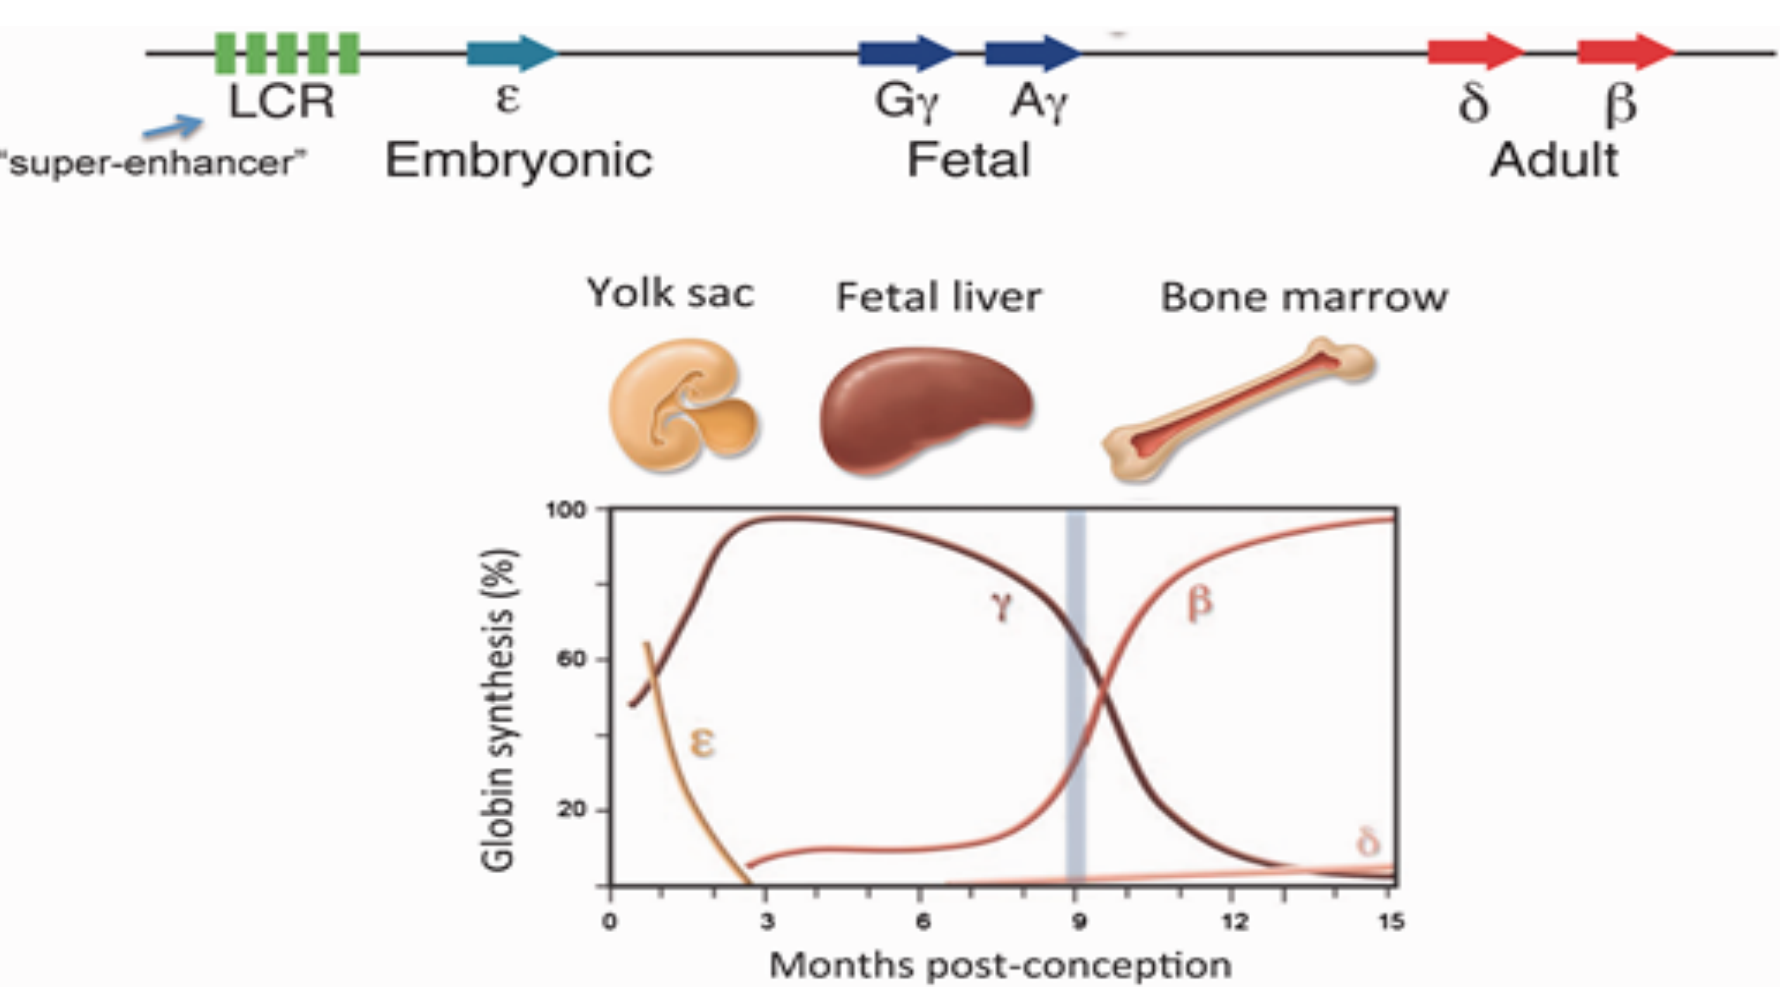 LCR ε Gγ Aγ δ β
"super-enhancer" Embryonic Fetal Adult
Yolk sac Fetal liver Bone marrow
100
60
20
Globin synthesis (%)
γ
β
ε
δ
0 3 6 9 12 15
Months post-conception